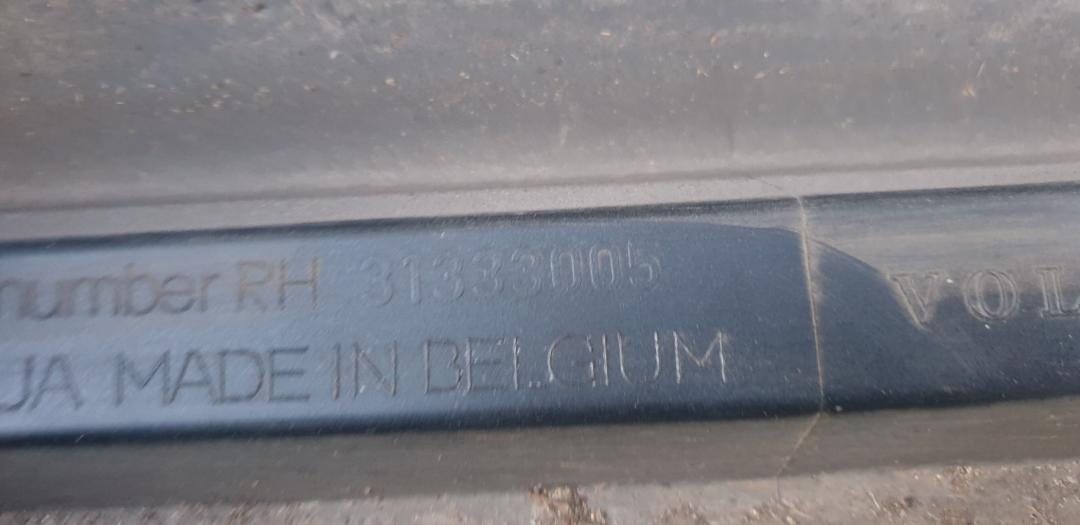 number RH 31333005
VOL
JA MADE IN BELGIUM